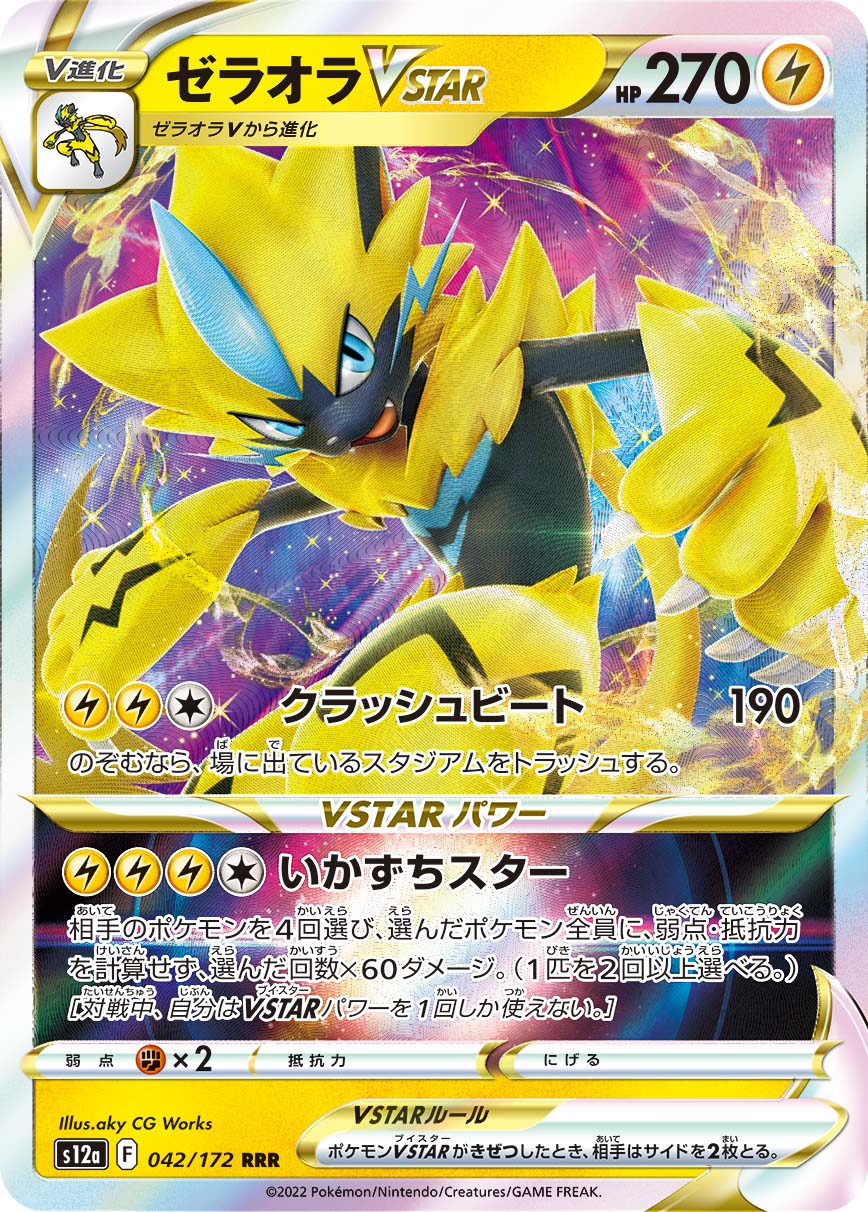 V進化
ゼラオラVSTAR
HP 270
ゼラオラVから進化
クラッシュビート 190
のぞむなら、場に出ているスタジアムをトラッシュする。
VSTARパワー
いかずちスター
相手のポケモンを4回選び、選んだポケモン全員に、弱点・抵抗力
を計算せず、選んだ回数×60ダメージ。（1匹を2回以上選べる。）
［対戦中、自分はVSTARパワーを1回しか使えない。］
弱点 ×2 抵抗力 にげる
Illus.aky CG Works
VSTARルール
ポケモンVSTARがきぜつしたとき、相手はサイドを2枚とる。
s12a F 042/172 RRR
©2022 Pokémon/Nintendo/Creatures/GAME FREAK.